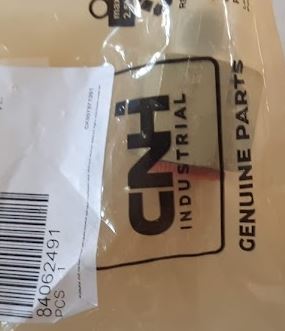 CNH
INDUSTRIAL
GENUINE PARTS
84062491
PCS 1